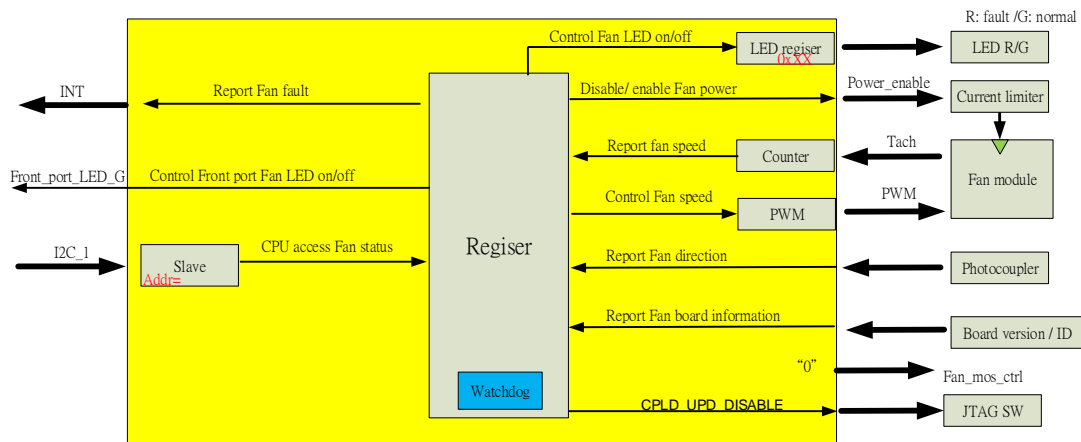 R: fault /G: normal
Control Fan LED on/off
LED regiser
0xXX
LED R/G
INT
Report Fan fault
Disable/ enable Fan power
Power_enable
Current limiter
Report fan speed
Counter
Tach
Fan module
Front_port_LED_G
Control Front port Fan LED on/off
Control Fan speed
PWM
PWM
Regiser
I2C_1
Slave
Addr=
CPU access Fan status
Report Fan direction
Photocoupler
Report Fan board information
Board version / ID
“0”
Fan_mos_ctrl
Watchdog
CPLD_UPD_DISABLE
JTAG SW